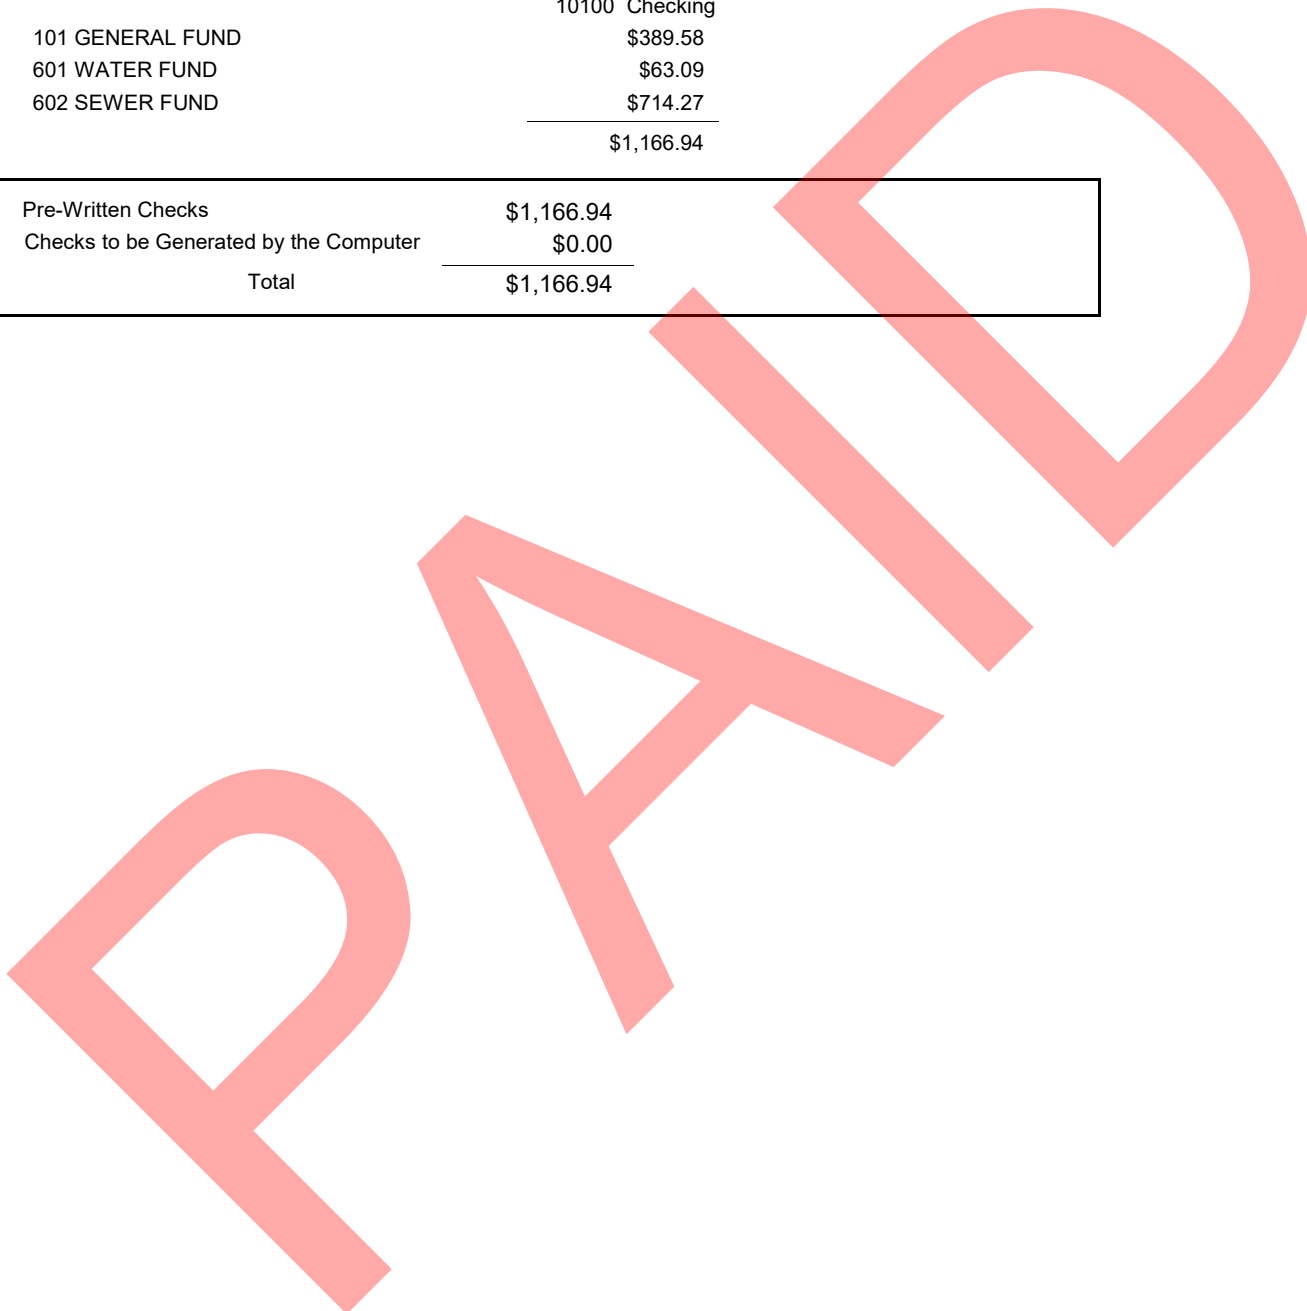 10100 Checking
101 GENERAL FUND $389.58
601 WATER FUND $63.09
602 SEWER FUND $714.27
$1,166.94
Pre-Written Checks $1,166.94
Checks to be Generated by the Computer $0.00
Total $1,166.94
PAID